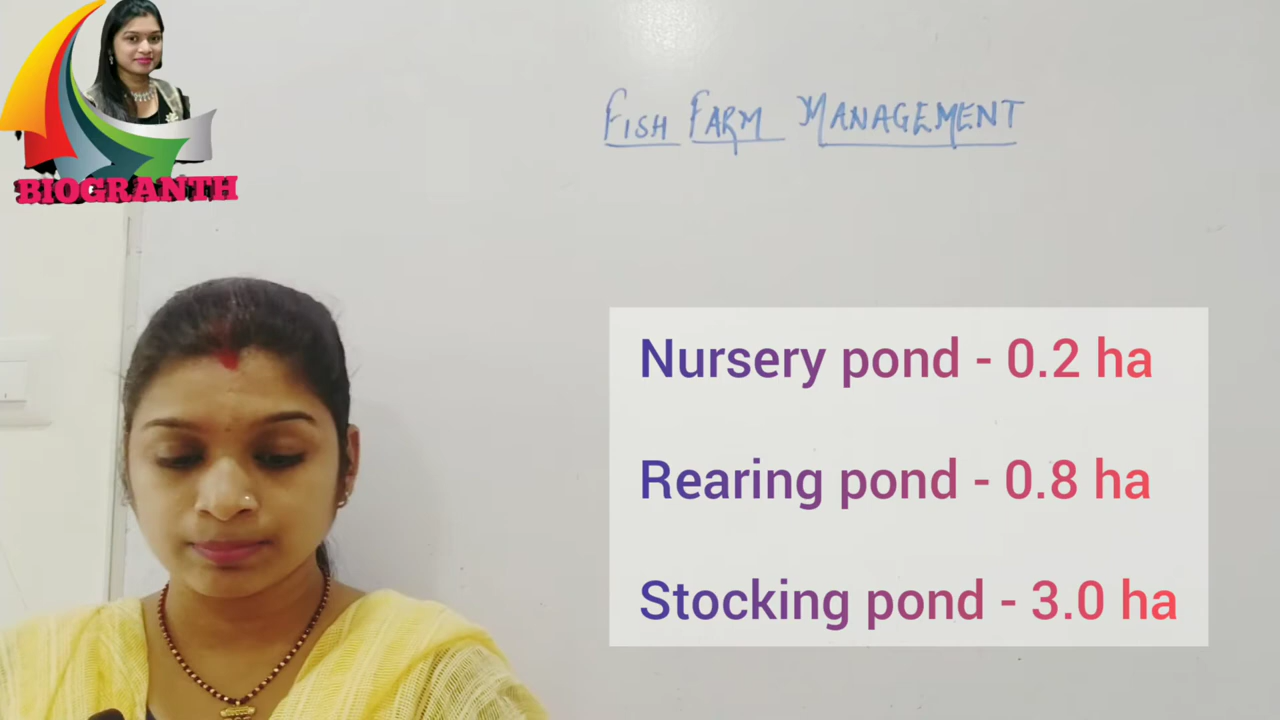 BIOGRANTH
FISH FARM MANAGEMENT
Nursery pond - 0.2 ha
Rearing pond - 0.8 ha
Stocking pond - 3.0 ha